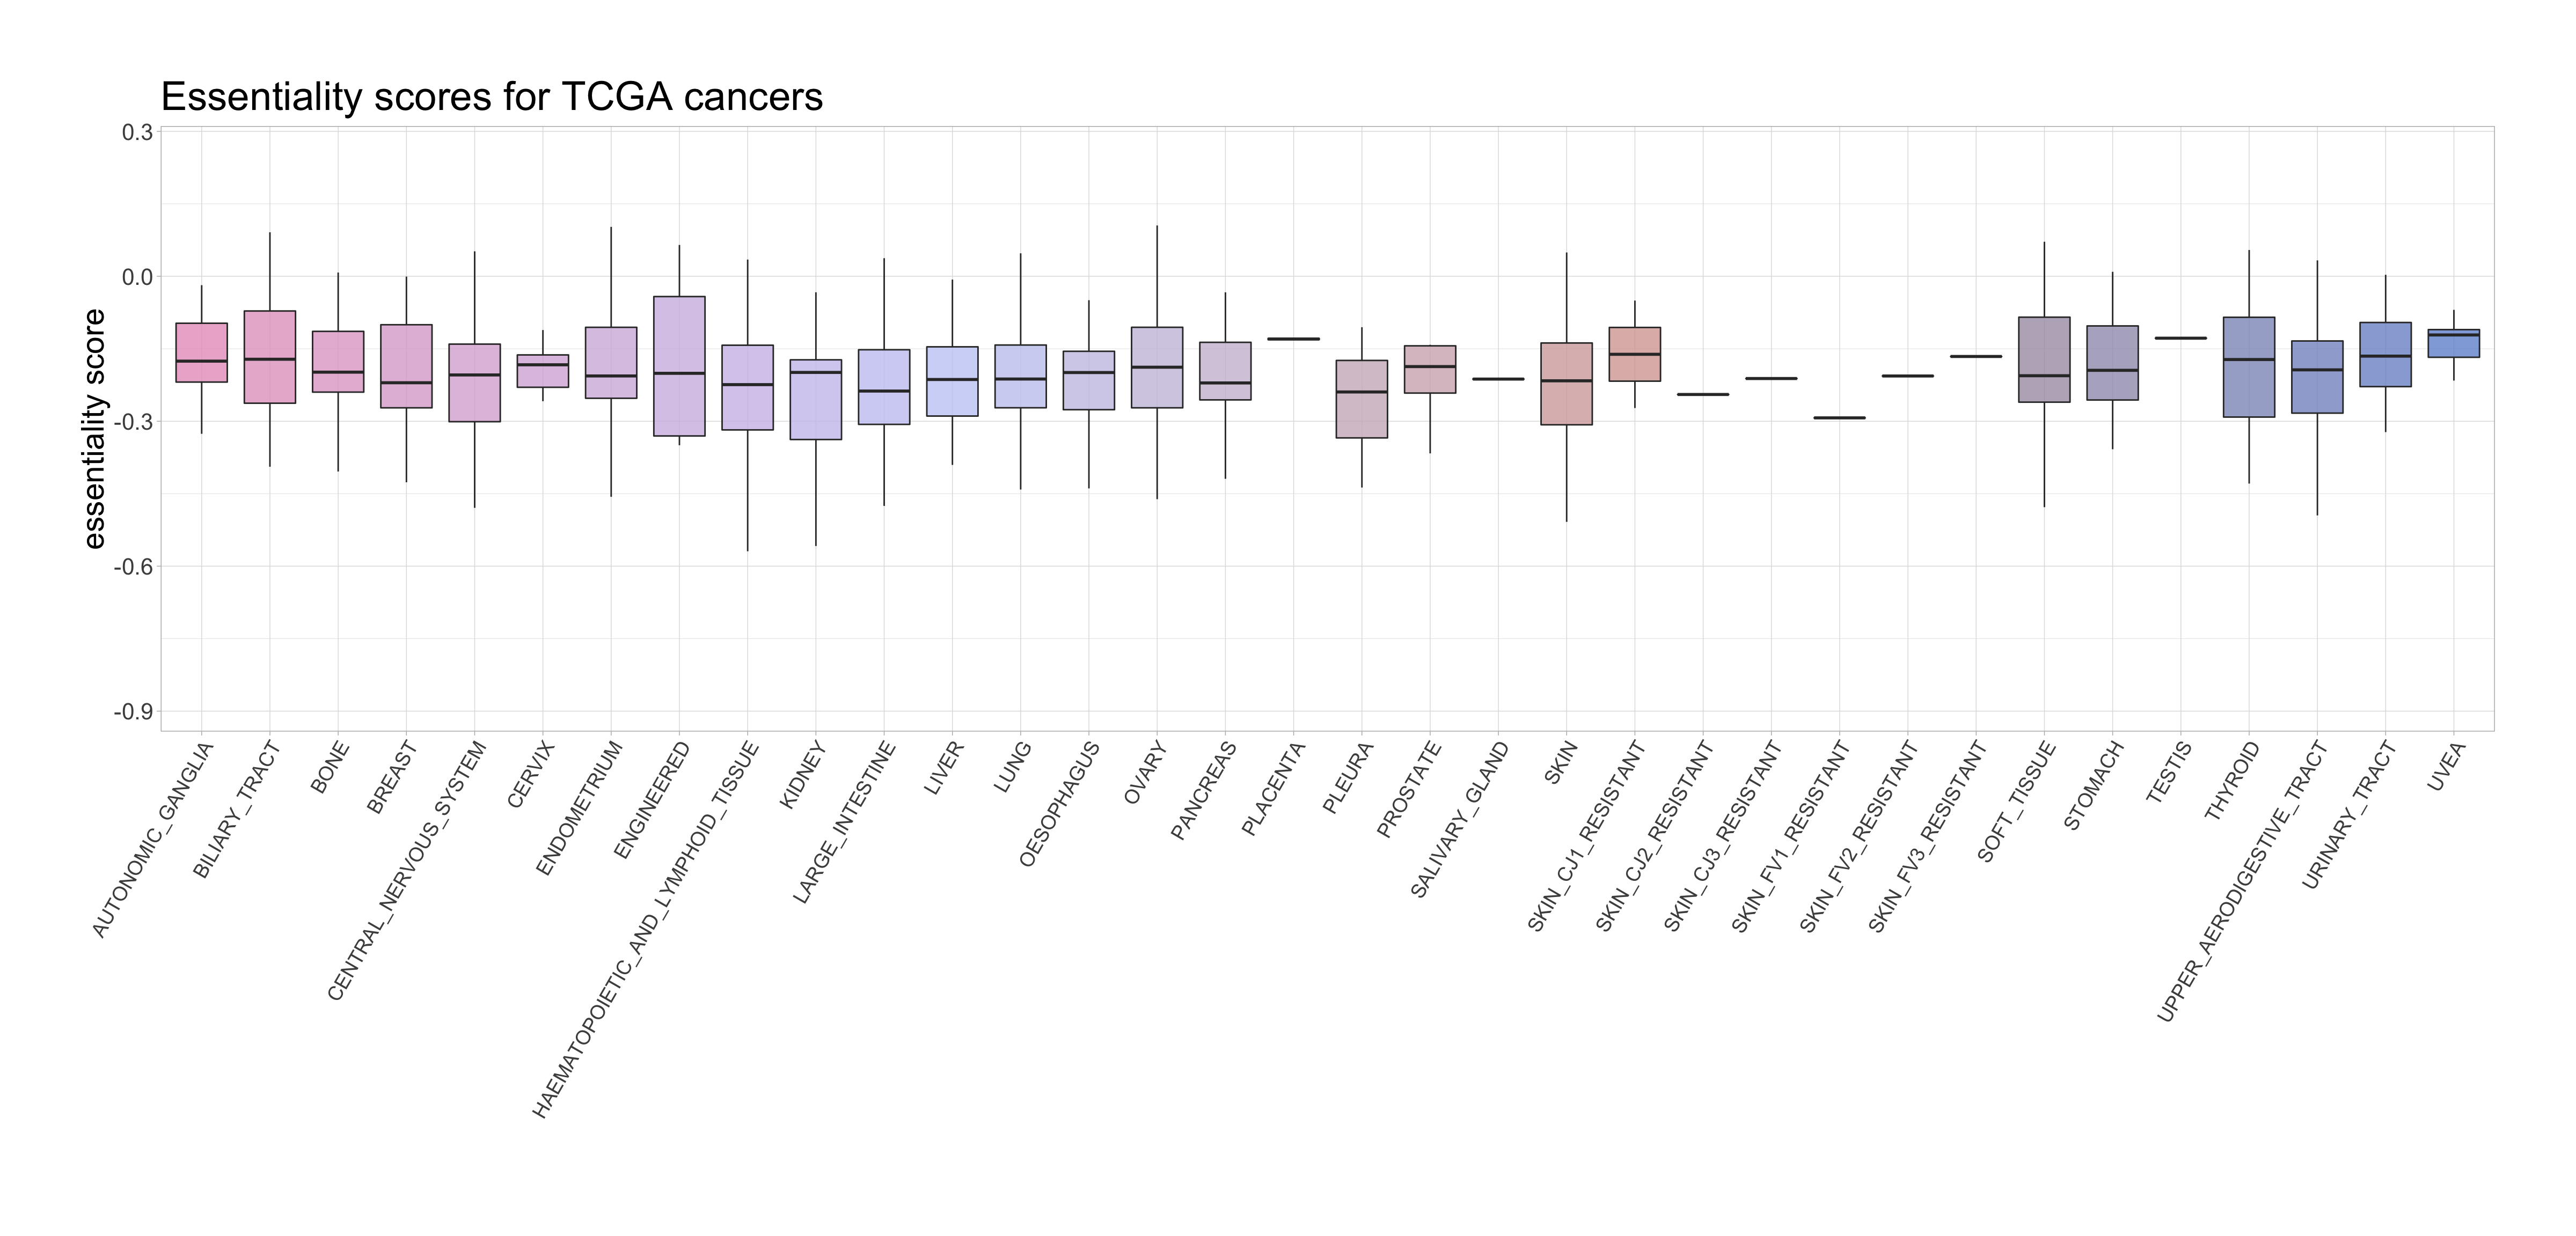 Essentiality scores for TCGA cancers
essentiality score
0.3
0.0
-0.3
-0.6
-0.9
AUTONOMIC_GANGLIA
BILIARY_TRACT
BONE
BREAST
CENTRAL_NERVOUS_SYSTEM
CERVIX
ENDOMETRIUM
ENGINEERED
HAEMATOPOIETIC_AND_LYMPHOID_TISSUE
KIDNEY
LARGE_INTESTINE
LIVER
LUNG
OESOPHAGUS
OVARY
PANCREAS
PLACENTA
PLEURA
PROSTATE
SALIVARY_GLAND
SKIN
SKIN_CJ1_RESISTANT
SKIN_CJ2_RESISTANT
SKIN_CJ3_RESISTANT
SKIN_FV1_RESISTANT
SKIN_FV2_RESISTANT
SKIN_FV3_RESISTANT
SOFT_TISSUE
STOMACH
TESTIS
THYROID
UPPER_AERODIGESTIVE_TRACT
URINARY_TRACT
UVEA